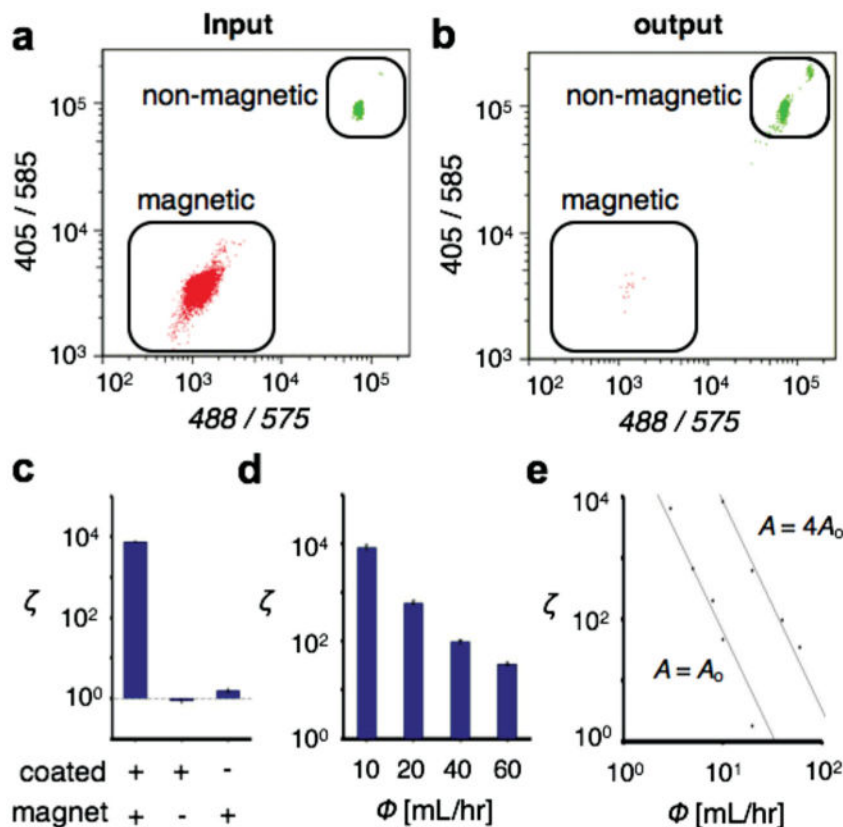 a
Input
b
output
non-magnetic
magnetic
405 / 585
10⁵
10⁴
10³
10² 10³ 10⁴ 10⁵
488 / 575
non-magnetic
magnetic
405 / 585
10⁵
10⁴
10³
10² 10³ 10⁴ 10⁵
488 / 575
c
ζ
10⁴
10²
10⁰
coated + + -
magnet + - +
d
ζ
10⁴
10²
10⁰
10 20 40 60
Φ [mL/hr]
e
ζ
10⁴
10²
10⁰
A = 4Aₒ
A = Aₒ
10⁰ 10¹ 10²
Φ [mL/hr]